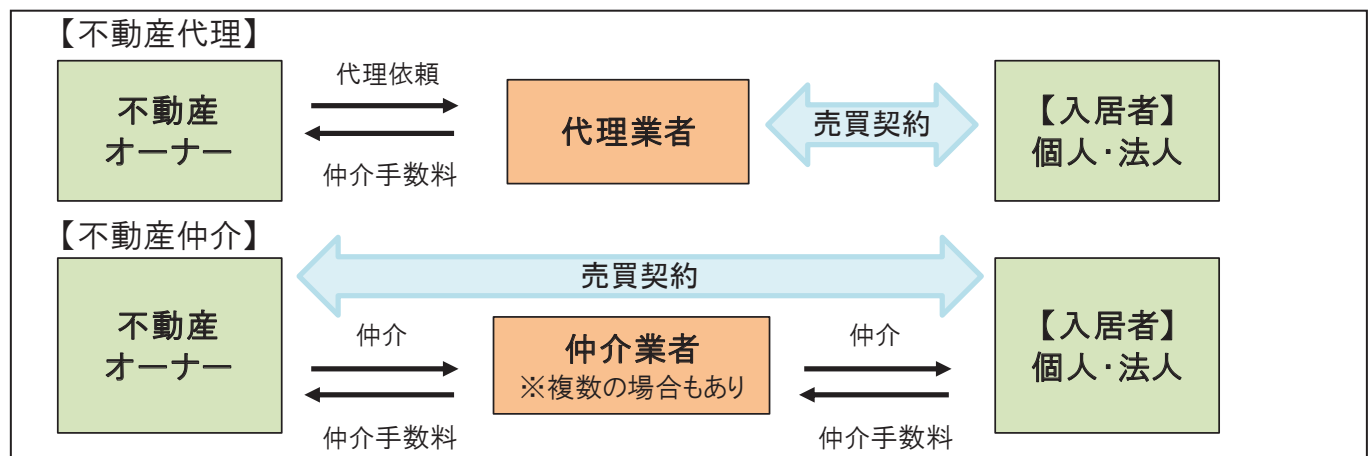 【不動産代理】
不動産
オーナー
代理依頼
仲介手数料
代理業者
売買契約
【入居者】
個人・法人
【不動産仲介】
売買契約
不動産
オーナー
仲介
仲介手数料
仲介業者
※複数の場合もあり
仲介
仲介手数料
【入居者】
個人・法人